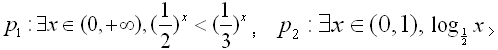 p₁ : ∃x ∈ (0, +∞), (1/2)ˣ < (1/3)ˣ， p₂ : ∃x ∈ (0, 1), log_{1/2} x >